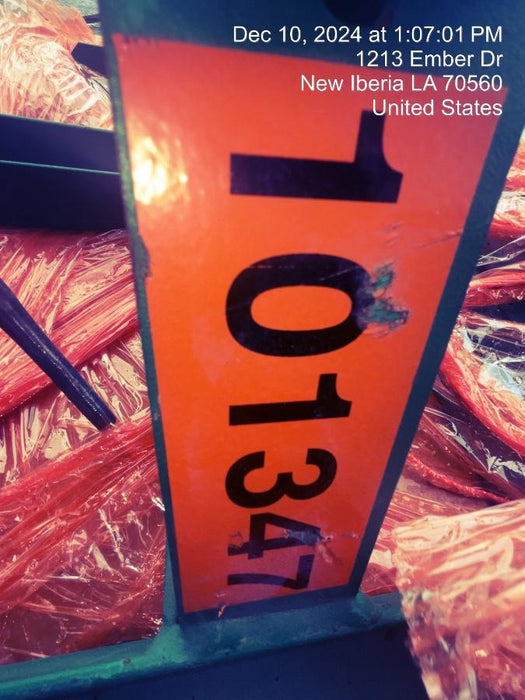 Dec 10, 2024 at 1:07:01 PM
1213 Ember Dr
New Iberia LA 70560
United States
101347